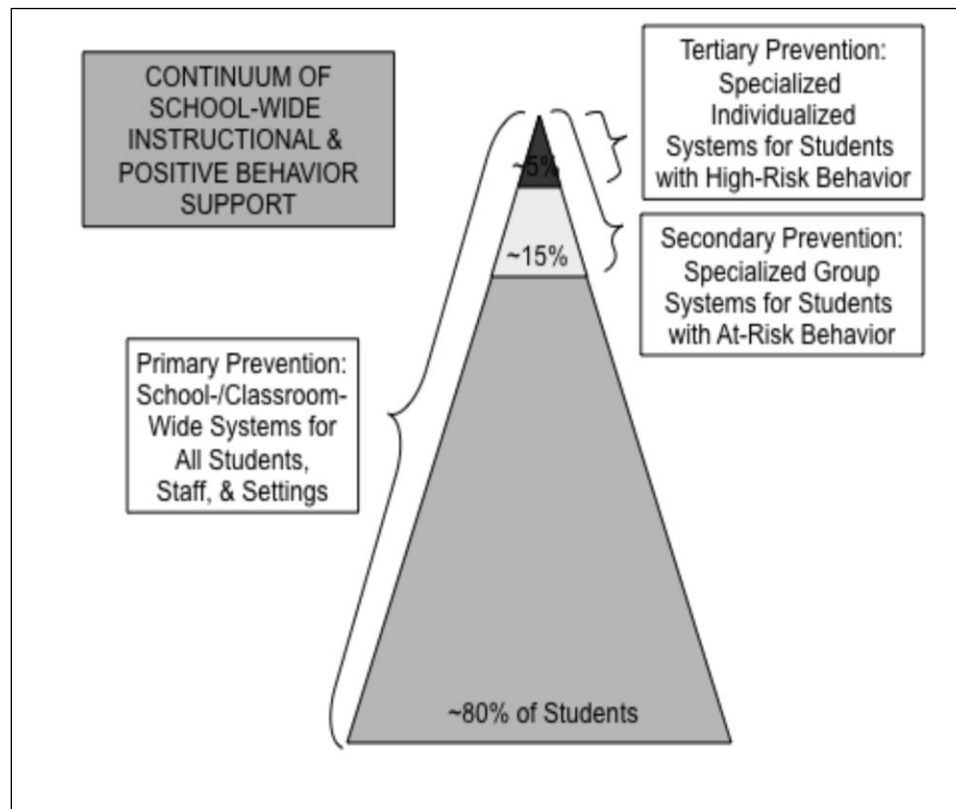 CONTINUUM OF
SCHOOL-WIDE
INSTRUCTIONAL &
POSITIVE BEHAVIOR
SUPPORT
Tertiary Prevention:
Specialized
Individualized
Systems for Students
with High-Risk Behavior
~5%
Secondary Prevention:
Specialized Group
Systems for Students
with At-Risk Behavior
~15%
Primary Prevention:
School-/Classroom-
Wide Systems for
All Students,
Staff, & Settings
~80% of Students